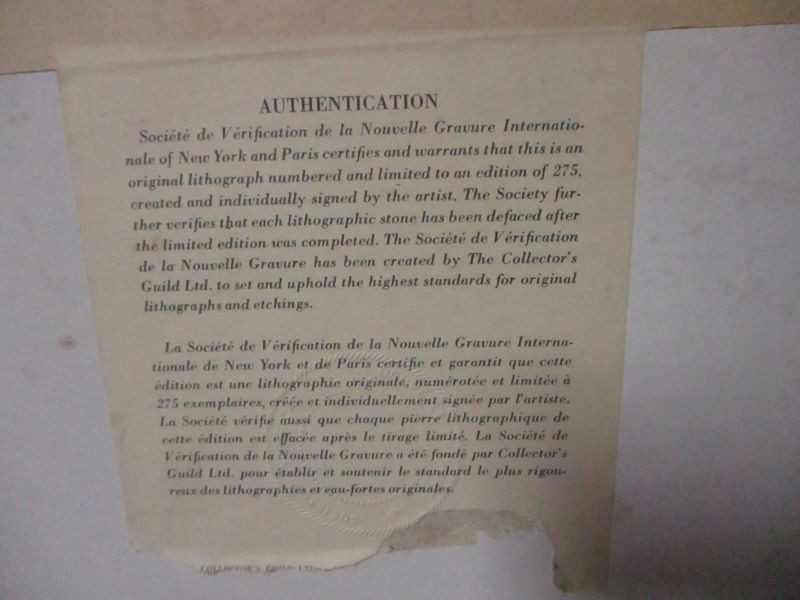 AUTHENTICATION
Société de Vérification de la Nouvelle Gravure Internatio-
nale of New York and Paris certifies and warrants that this is an
original lithograph numbered and limited to an edition of 275,
created and individually signed by the artist. The Society fur-
ther verifies that each lithographic stone has been defaced after
the limited edition was completed. The Société de Vérification
de la Nouvelle Gravure has been created by The Collector's
Guild Ltd. to set and uphold the highest standards for original
lithographs and etchings.
La Société de Vérification de la Nouvelle Gravure Interna-
tionale de New York et de Paris certifie et garantit que cette
édition est une lithographie originale, numérotée et limitée à
275 exemplaires, créée et individuellement signée par l'artiste.
La Société vérifie aussi que chaque pierre lithographique de
cette édition est effacée après le tirage limité. La Société de
Vérification de la Nouvelle Gravure a été fondé par Collector's
Guild Ltd. pour établir et soutenir le standard le plus rigou-
reux des lithographies et eau-fortes originales.
COLLECTOR'S GUILD